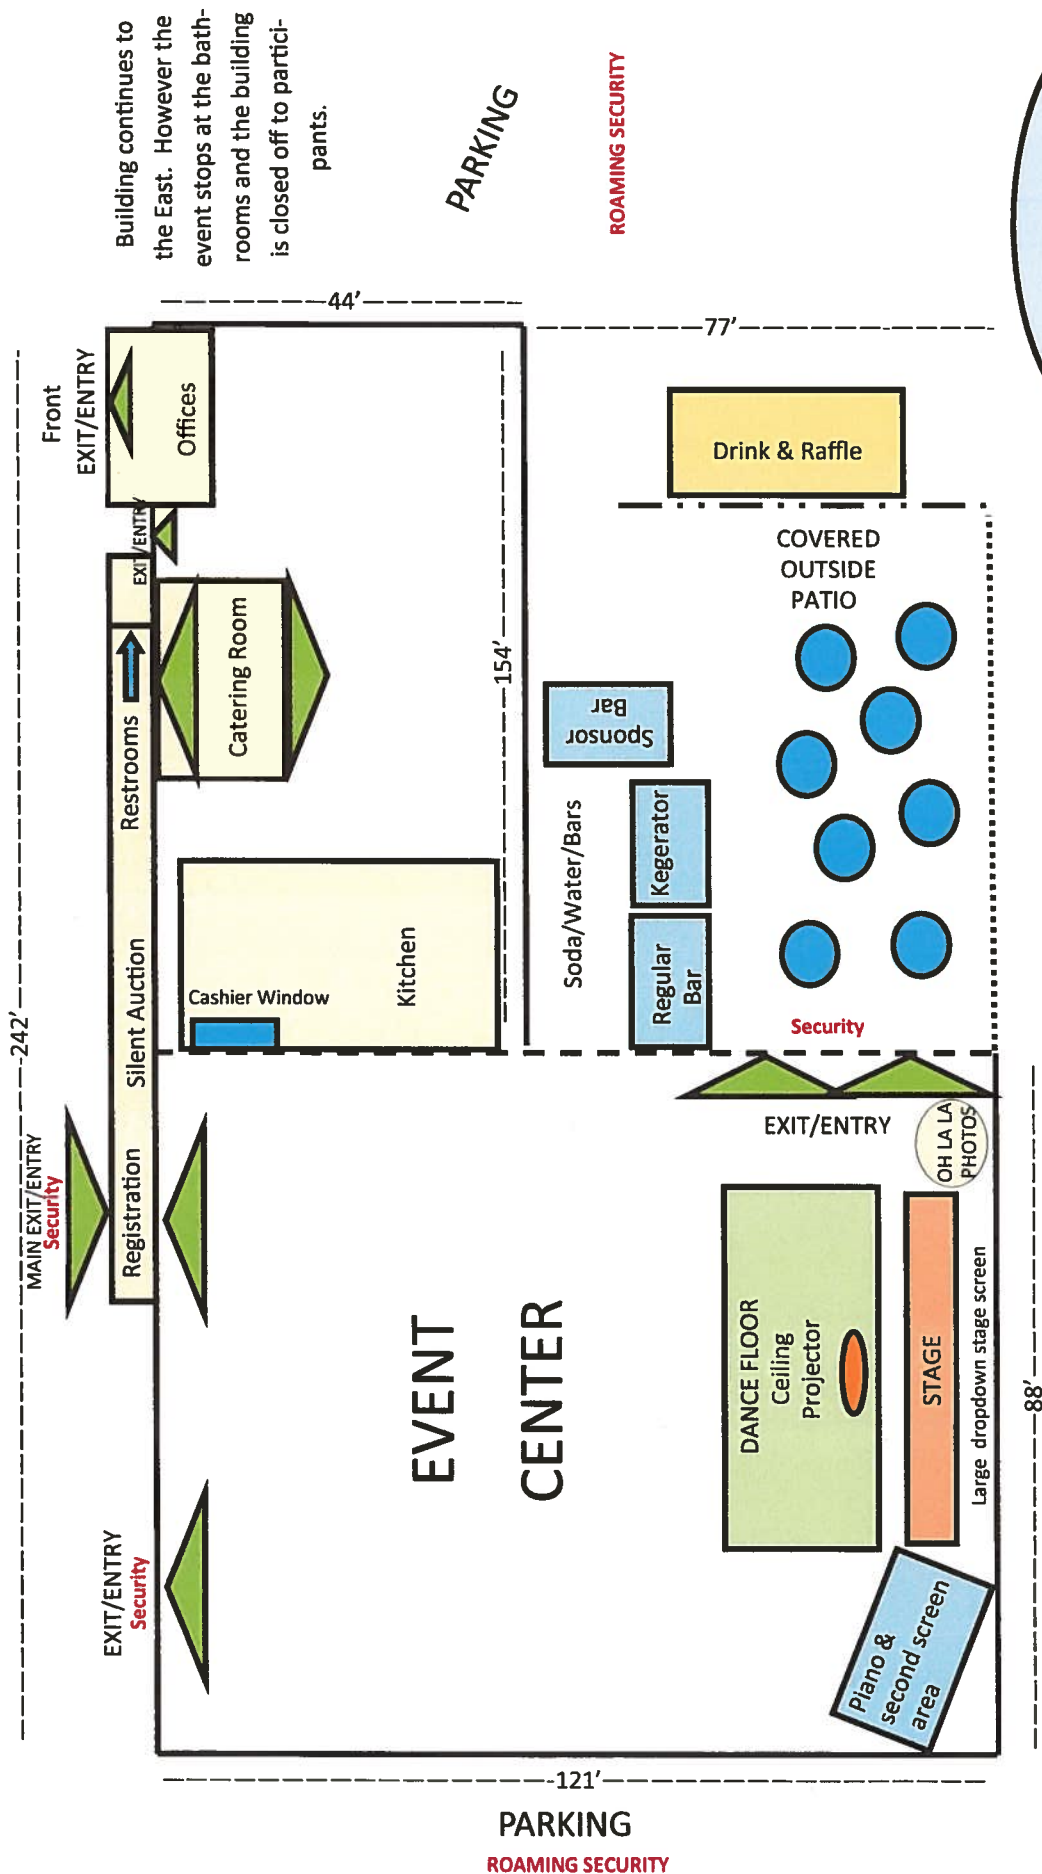 Building continues to
the East. However the
event stops at the bath-
rooms and the building
is closed off to partici-
pants.
PARKING
ROAMING SECURITY
242'
Front
EXIT/ENTRY
Offices
44'
77'
EXIT/ENTRY
MAIN EXIT/ENTRY
Security
Registration
Silent Auction
Restrooms
Catering Room
Cashier Window
Kitchen
154'
Drink & Raffle
COVERED
OUTSIDE
PATIO
Sponsor
Bar
Soda/Water/Bars
Kegerator
Regular
Bar
Security
EXIT/ENTRY
OH LA LA
PHOTOS
EXIT/ENTRY
Security
EVENT
CENTER
DANCE FLOOR
Ceiling
Projector
STAGE
Large dropdown stage screen
Piano &
second screen
area
88'
121'
PARKING
ROAMING SECURITY